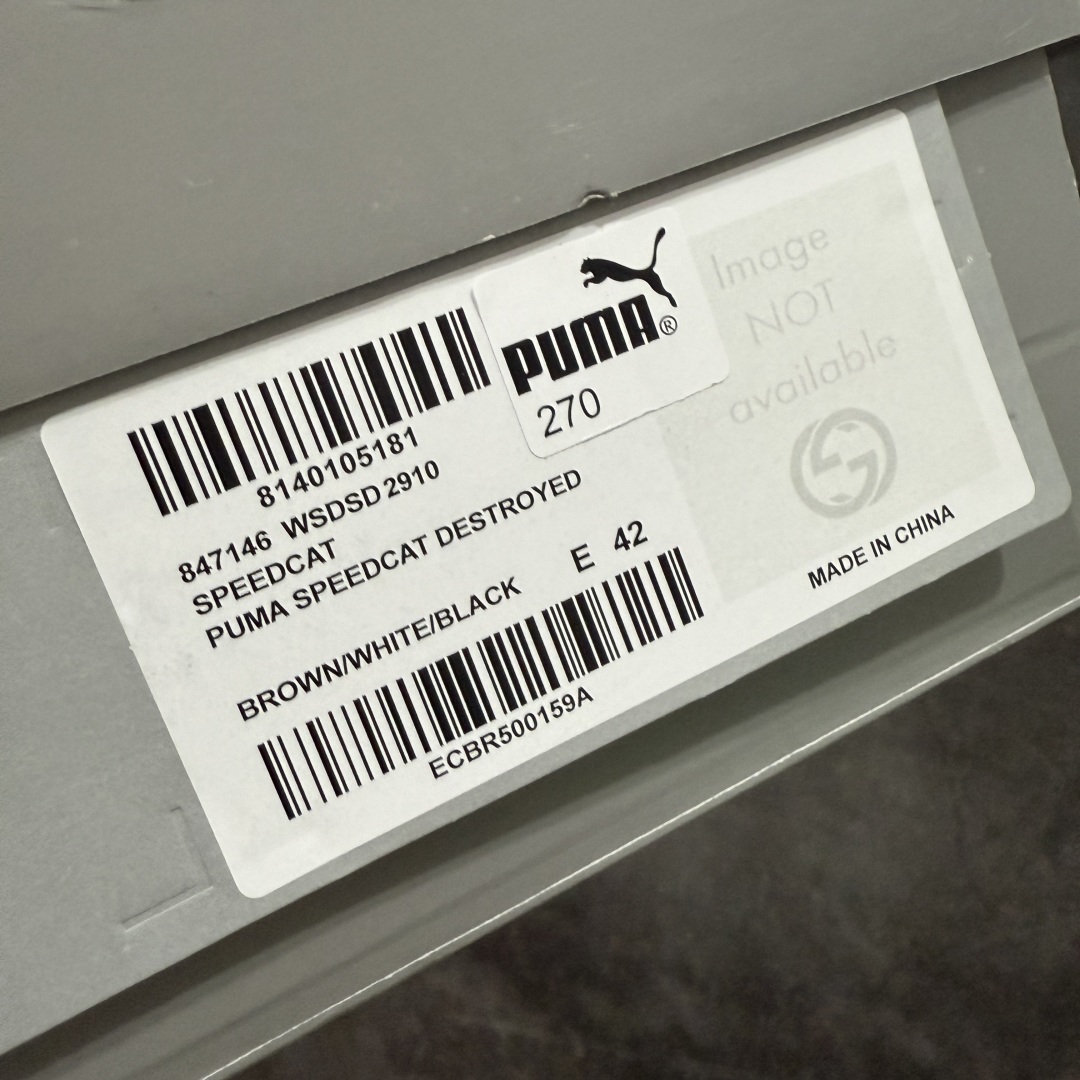 PUMA®
270
Image
NOT
available
8140105181
847146 WSDSD 2910
SPEEDCAT
PUMA SPEEDCAT DESTROYED
E 42
BROWN/WHITE/BLACK
ECBR500159A
MADE IN CHINA